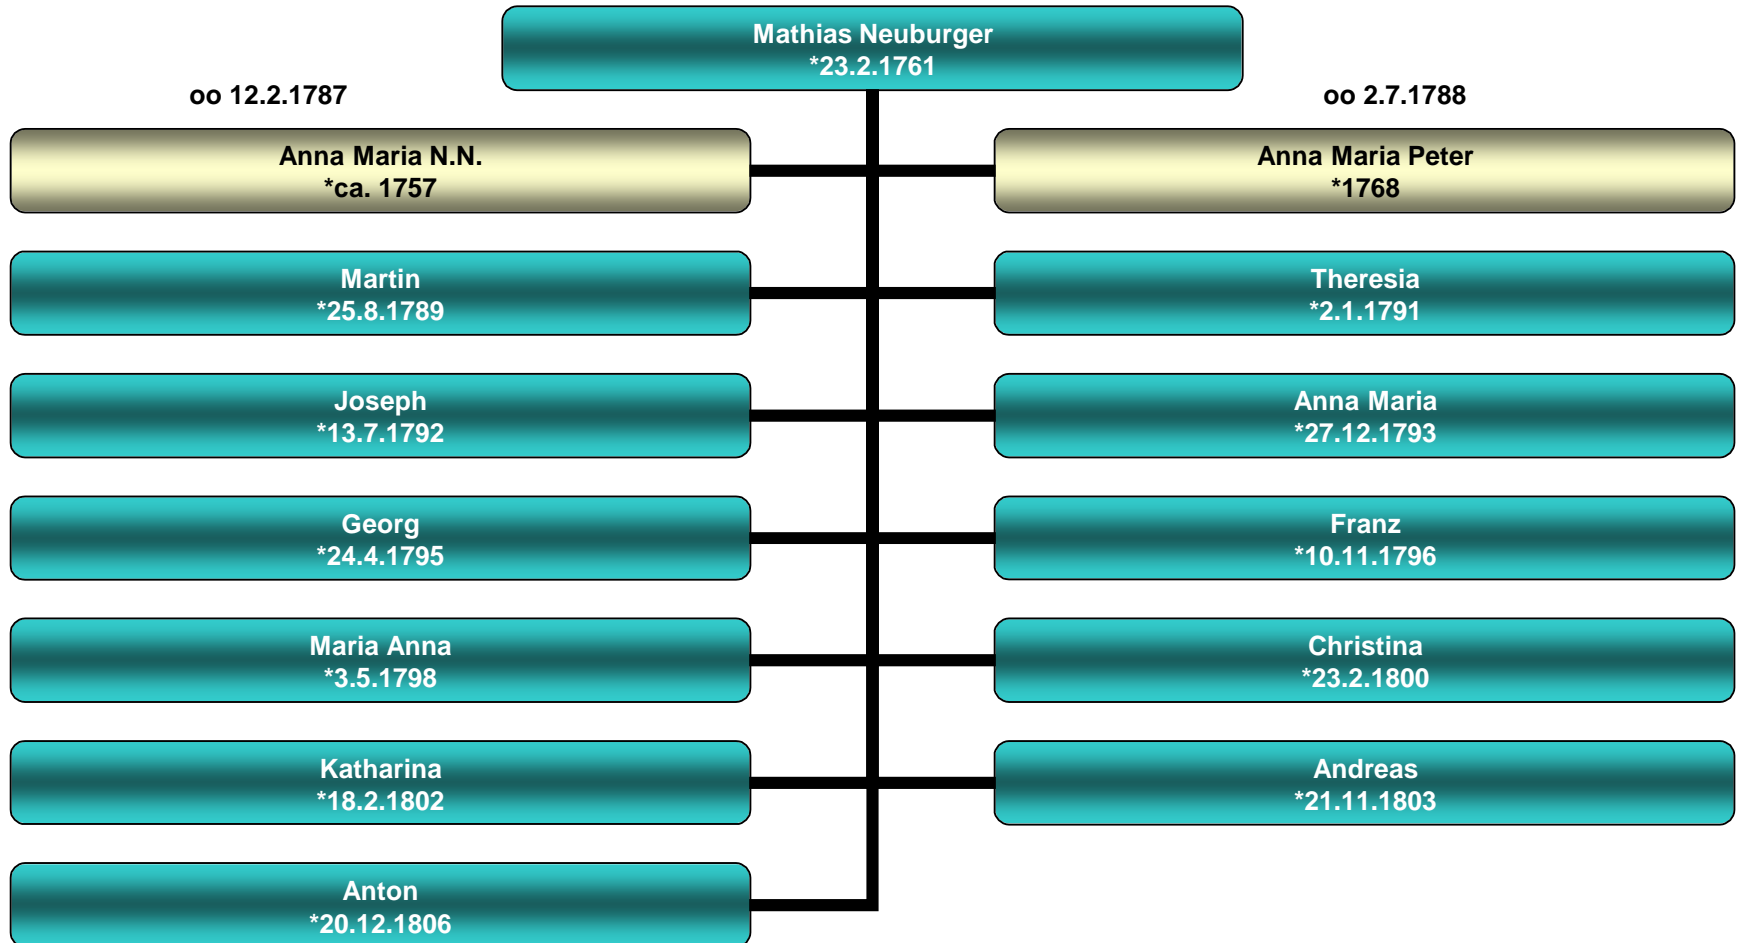 Mathias Neuburger
*23.2.1761
oo 12.2.1787
oo 2.7.1788
Anna Maria N.N.
*ca. 1757
Anna Maria Peter
*1768
Martin
*25.8.1789
Theresia
*2.1.1791
Joseph
*13.7.1792
Anna Maria
*27.12.1793
Georg
*24.4.1795
Franz
*10.11.1796
Maria Anna
*3.5.1798
Christina
*23.2.1800
Katharina
*18.2.1802
Andreas
*21.11.1803
Anton
*20.12.1806